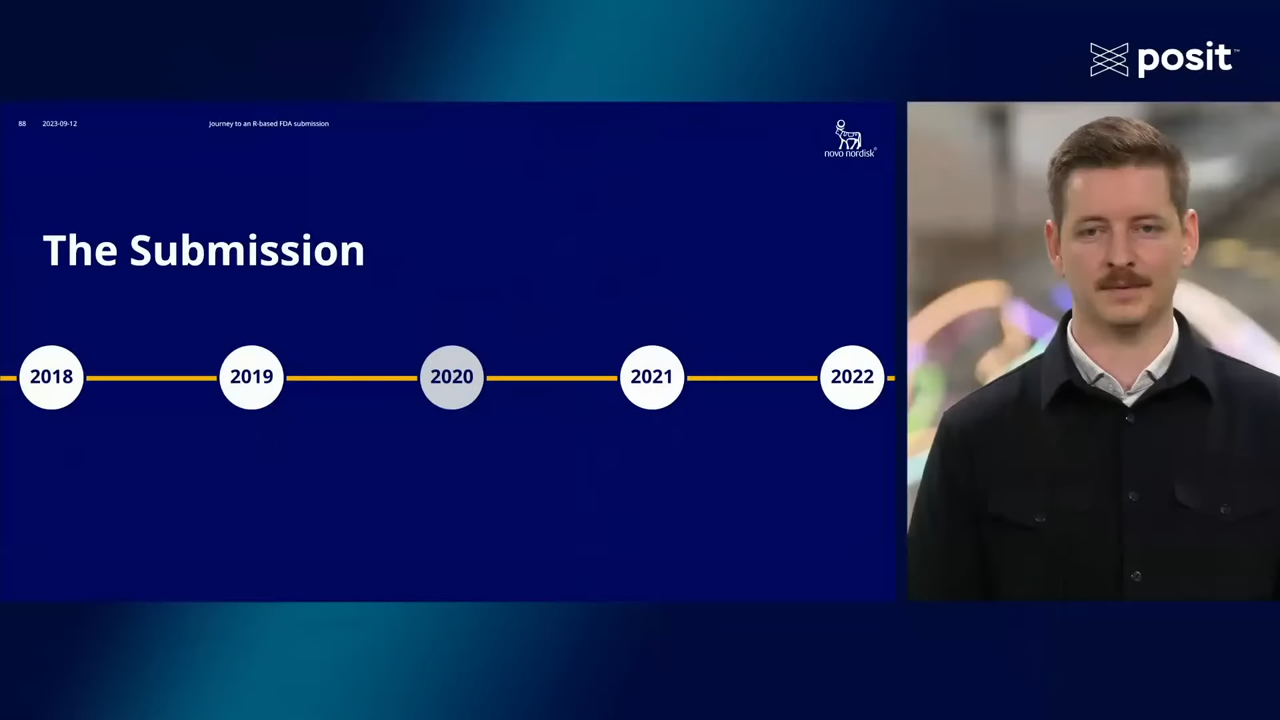 posit™
88 2023-09-12 Journey to an R-based FDA submission
novo nordisk®
The Submission
2018 2019 2020 2021 2022